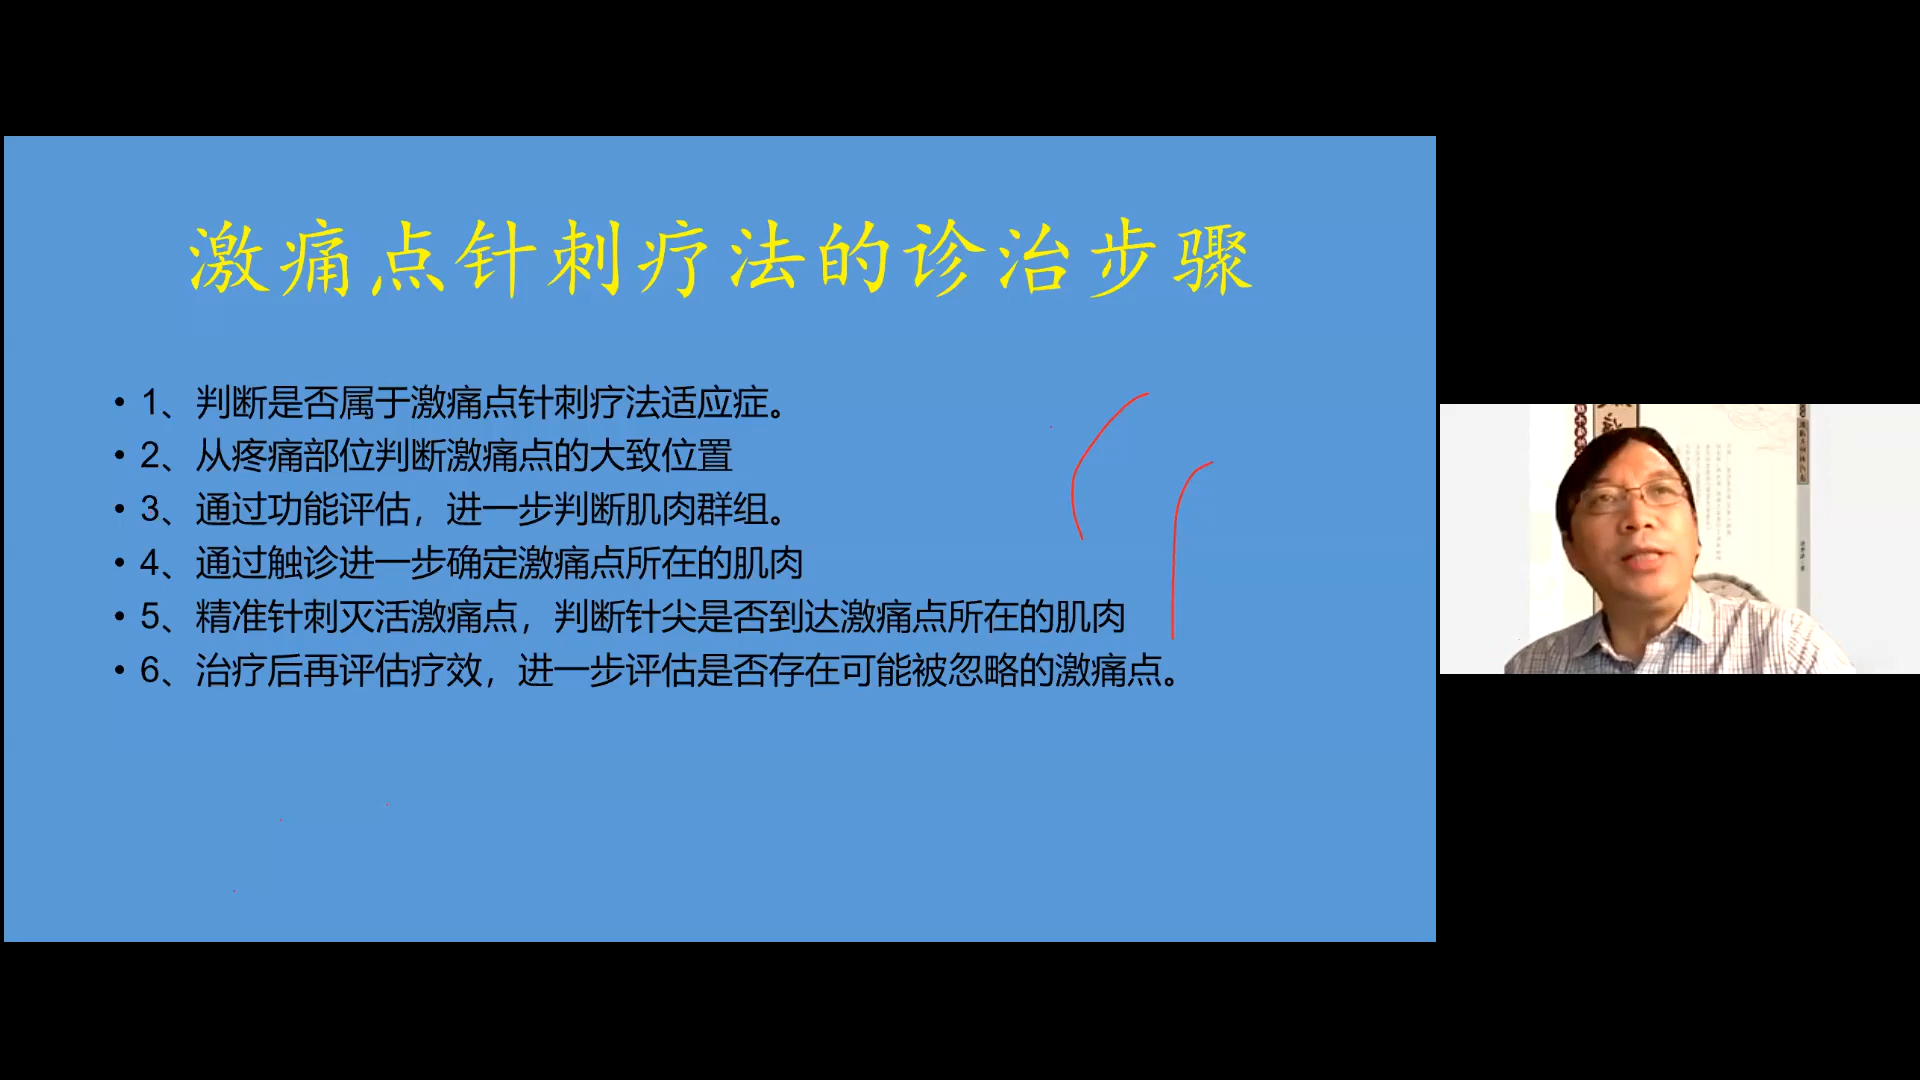 激痛点针刺疗法的诊治步骤
• 1、判断是否属于激痛点针刺疗法适应症。
• 2、从疼痛部位判断激痛点的大致位置
• 3、通过功能评估，进一步判断肌肉群组。
• 4、通过触诊进一步确定激痛点所在的肌肉
• 5、精准针刺灭活激痛点，判断针尖是否到达激痛点所在的肌肉
• 6、治疗后再评估疗效，进一步评估是否存在可能被忽略的激痛点。